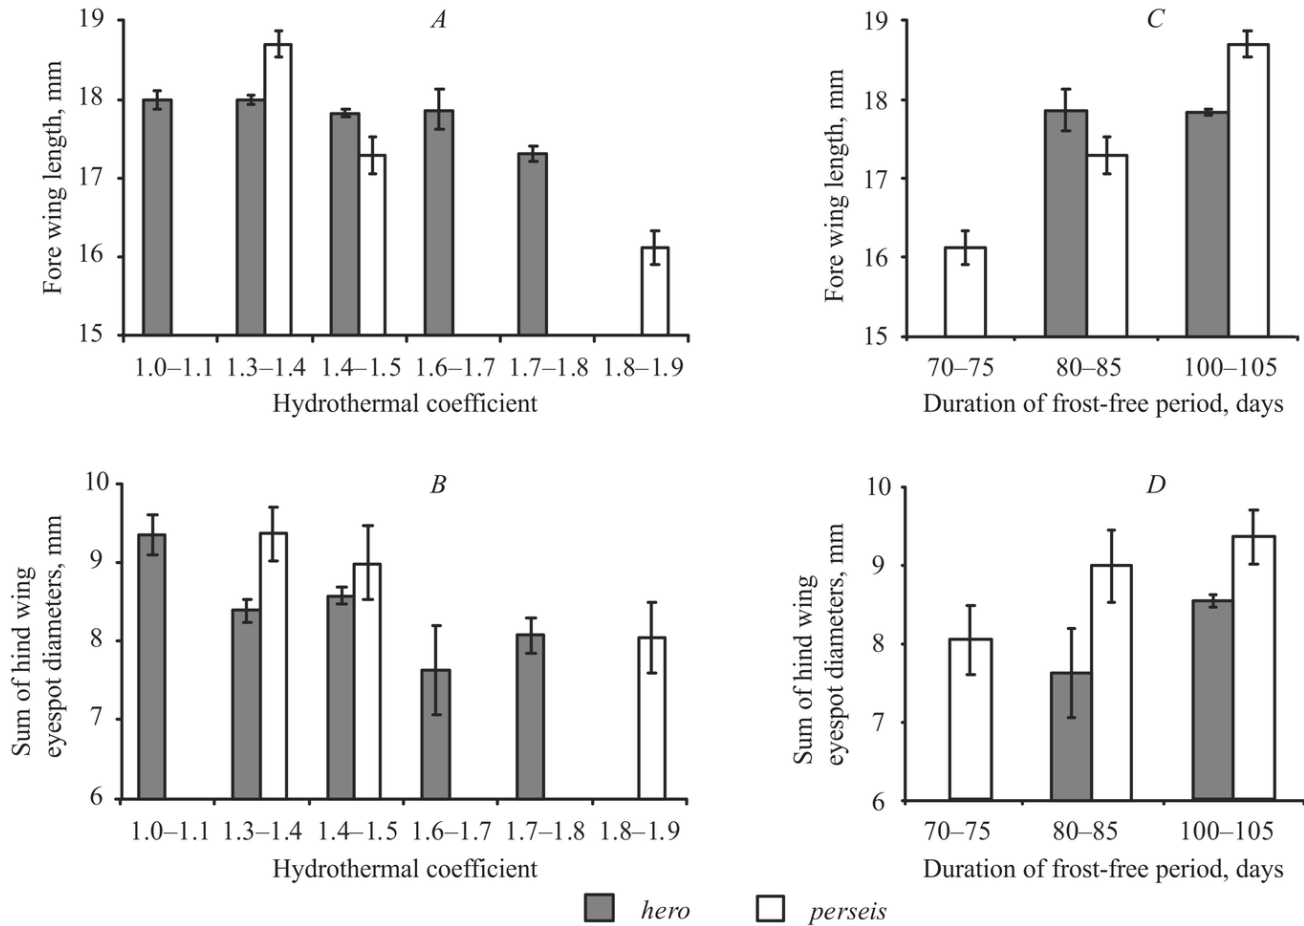 A
Fore wing length, mm
19
18
17
16
15
1.0–1.1 1.3–1.4 1.4–1.5 1.6–1.7 1.7–1.8 1.8–1.9
Hydrothermal coefficient
C
Fore wing length, mm
19
18
17
16
15
70–75 80–85 100–105
Duration of frost-free period, days
B
Sum of hind wing
eyespot diameters, mm
10
9
8
7
6
1.0–1.1 1.3–1.4 1.4–1.5 1.6–1.7 1.7–1.8 1.8–1.9
Hydrothermal coefficient
D
Sum of hind wing
eyespot diameters, mm
10
9
8
7
6
70–75 80–85 100–105
Duration of frost-free period, days
hero perseis